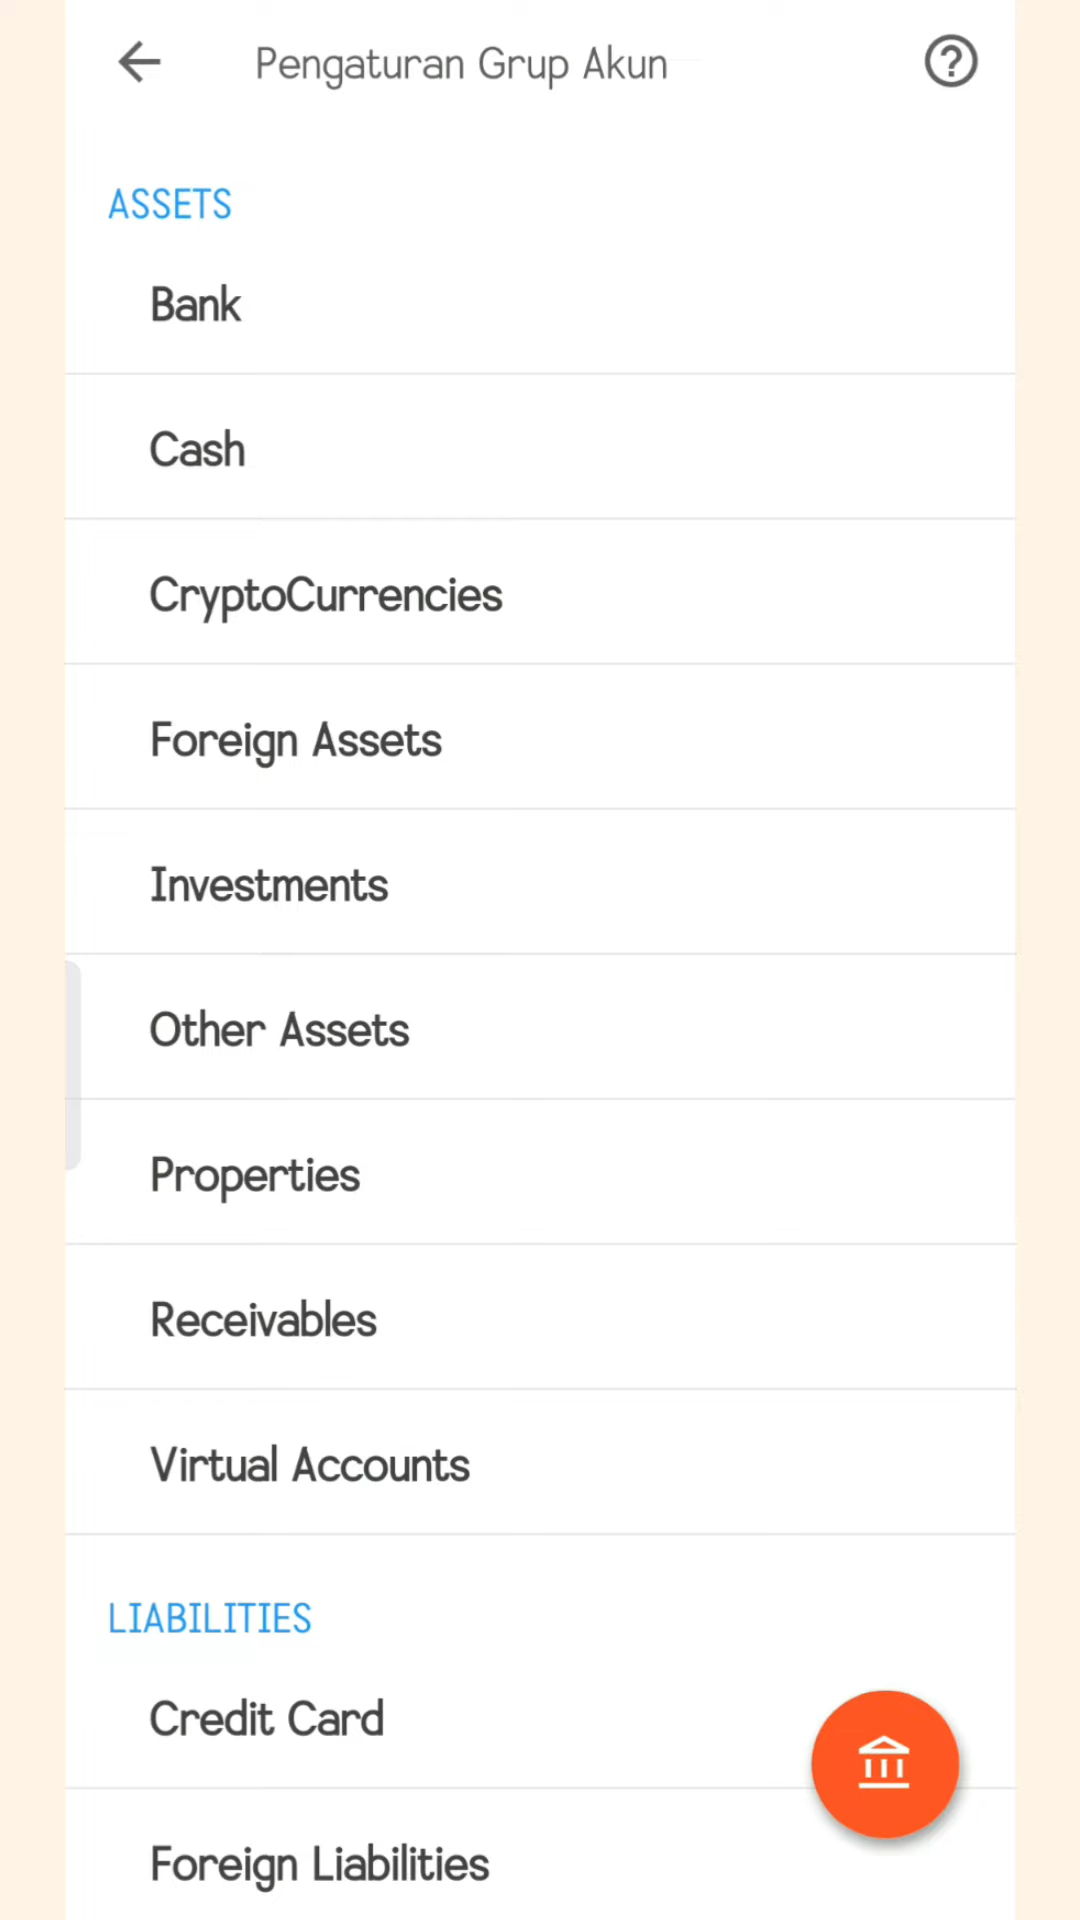 Pengaturan Grup Akun
ASSETS
Bank
Cash
CryptoCurrencies
Foreign Assets
Investments
Other Assets
Properties
Receivables
Virtual Accounts
LIABILITIES
Credit Card
Foreign Liabilities